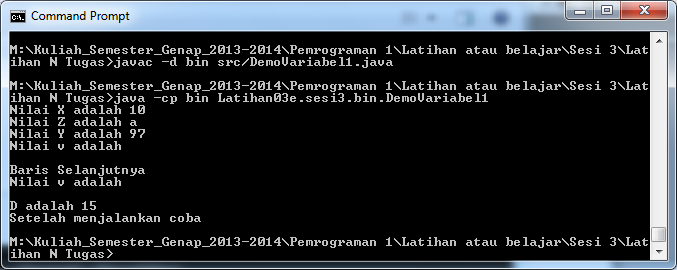 Command Prompt
M:\Kuliah_Semester_Genap_2013-2014\Pemrograman 1\Latihan atau belajar\Sesi 3\Lat
ihan N Tugas>javac -d bin src/DemoVariabel1.java
M:\Kuliah_Semester_Genap_2013-2014\Pemrograman 1\Latihan atau belajar\Sesi 3\Lat
ihan N Tugas>java -cp bin Latihan03e.sesi3.bin.DemoVariabel1
Nilai X adalah 10
Nilai Z adalah a
Nilai Y adalah 97
Nilai v adalah
Baris Selanjutnya
Nilai v adalah
D adalah 15
Setelah menjalankan coba
M:\Kuliah_Semester_Genap_2013-2014\Pemrograman 1\Latihan atau belajar\Sesi 3\Lat
ihan N Tugas>